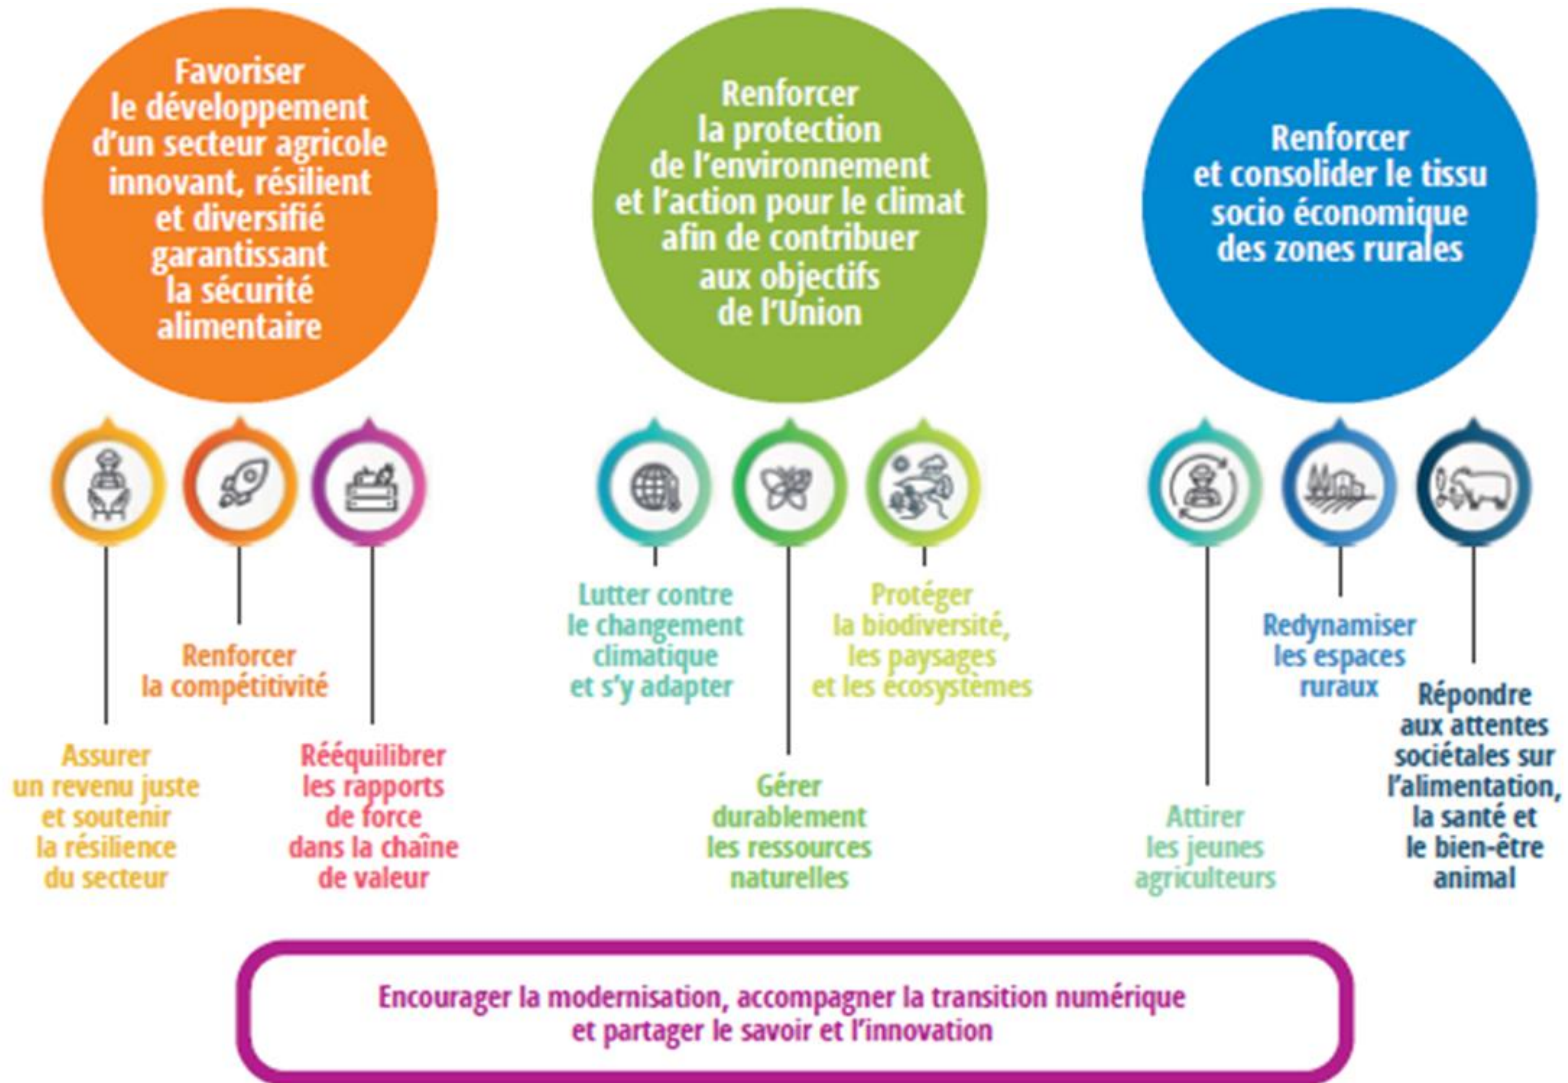 Favoriser
le développement
d'un secteur agricole
innovant, résilient
et diversifié
garantissant
la sécurité
alimentaire
Renforcer
la protection
de l'environnement
et l'action pour le climat
afin de contribuer
aux objectifs
de l'Union
Renforcer
et consolider le tissu
socio économique
des zones rurales
Assurer
un revenu juste
et soutenir
la résilience
du secteur
Renforcer
la compétitivité
Rééquilibrer
les rapports
de force
dans la chaîne
de valeur
Lutter contre
le changement
climatique
et s'y adapter
Gérer
durablement
les ressources
naturelles
Protéger
la biodiversité,
les paysages
et les écosystèmes
Attirer
les jeunes
agriculteurs
Redynamiser
les espaces
ruraux
Répondre
aux attentes
sociétales sur
l'alimentation,
la santé et
le bien-être
animal
Encourager la modernisation, accompagner la transition numérique
et partager le savoir et l'innovation